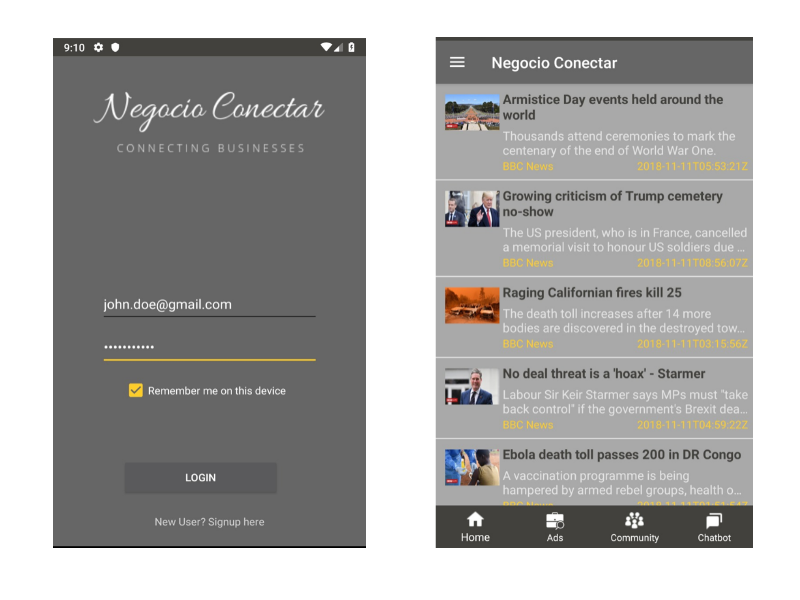 9:10
Negocio Conectar
CONNECTING BUSINESSES
john.doe@gmail.com
•••••••••••
Remember me on this device
LOGIN
New User? Signup here
Negocio Conectar
Armistice Day events held around the
world
Thousands attend ceremonies to mark the
centenary of the end of World War One.
BBC News 2018-11-11T05:53:21Z
Growing criticism of Trump cemetery
no-show
The US president, who is in France, cancelled
a memorial visit to honour US soldiers due ...
BBC News 2018-11-11T08:56:07Z
Raging Californian fires kill 25
The death toll increases after 14 more
bodies are discovered in the destroyed tow...
BBC News 2018-11-11T03:15:56Z
No deal threat is a 'hoax' - Starmer
Labour Sir Keir Starmer says MPs must "take
back control" if the government's Brexit dea...
BBC News 2018-11-11T04:59:22Z
Ebola death toll passes 200 in DR Congo
A vaccination programme is being
hampered by armed rebel groups, health o...
Home Ads Community Chatbot